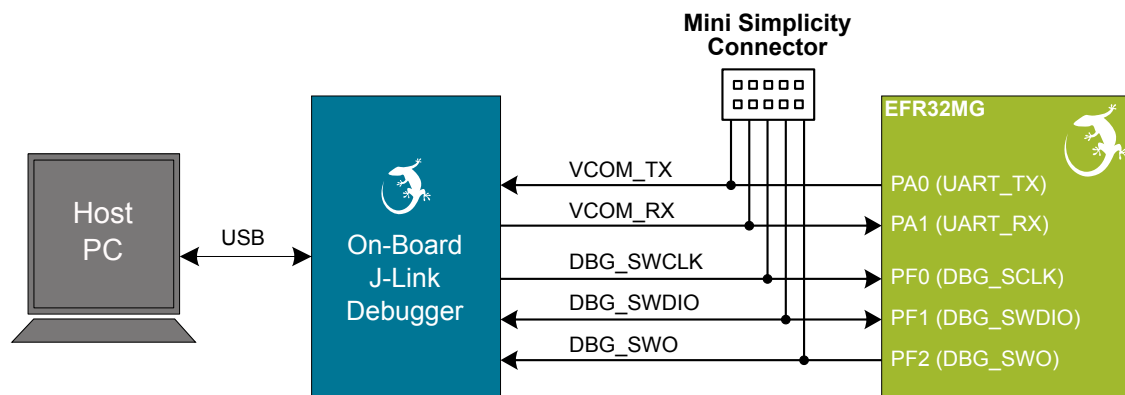 Mini Simplicity
Connector
EFR32MG
Host
PC
USB
On-Board
J-Link
Debugger
VCOM_TX
VCOM_RX
DBG_SWCLK
DBG_SWDIO
DBG_SWO
PA0 (UART_TX)
PA1 (UART_RX)
PF0 (DBG_SCLK)
PF1 (DBG_SWDIO)
PF2 (DBG_SWO)